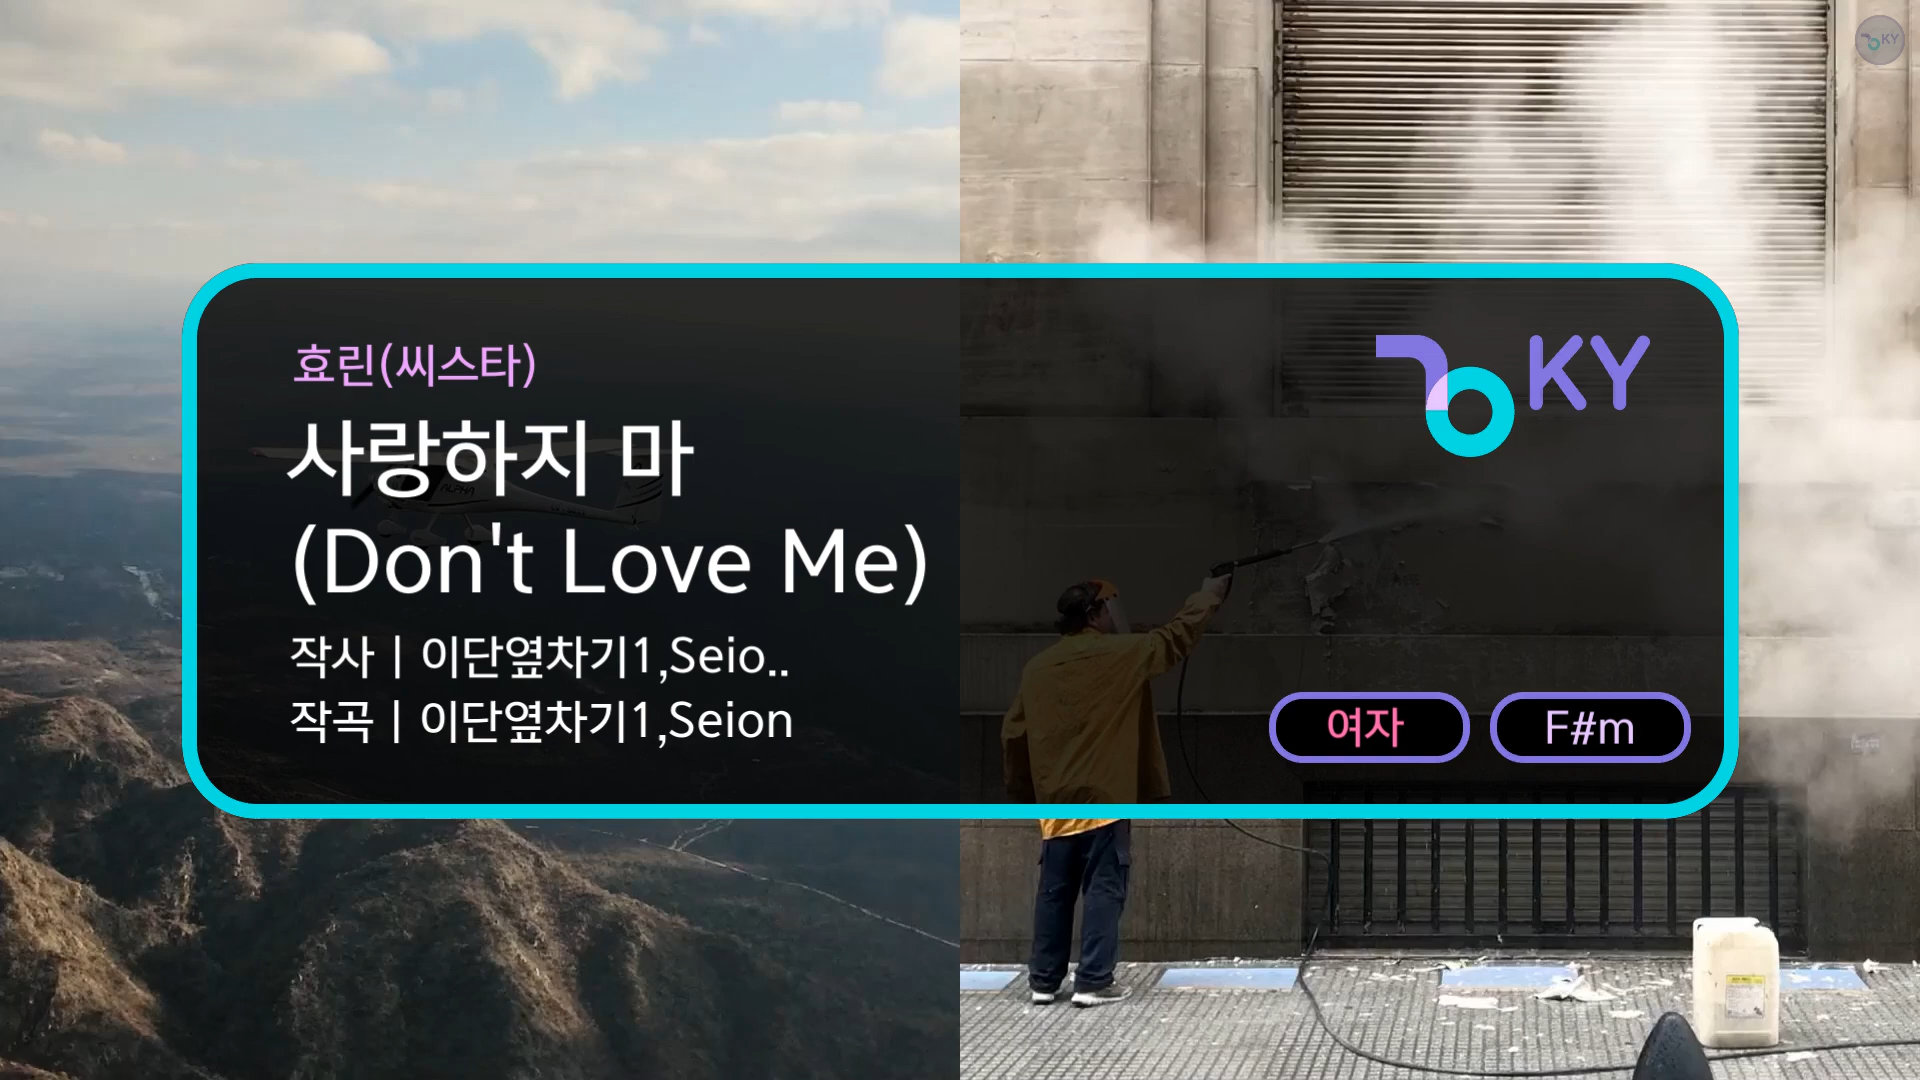 KY
효린(씨스타)
KY
사랑하지 마
(Don't Love Me)
ALPHA
작사 | 이단옆차기1,Seio..
작곡 | 이단옆차기1,Seion
여자
F#m